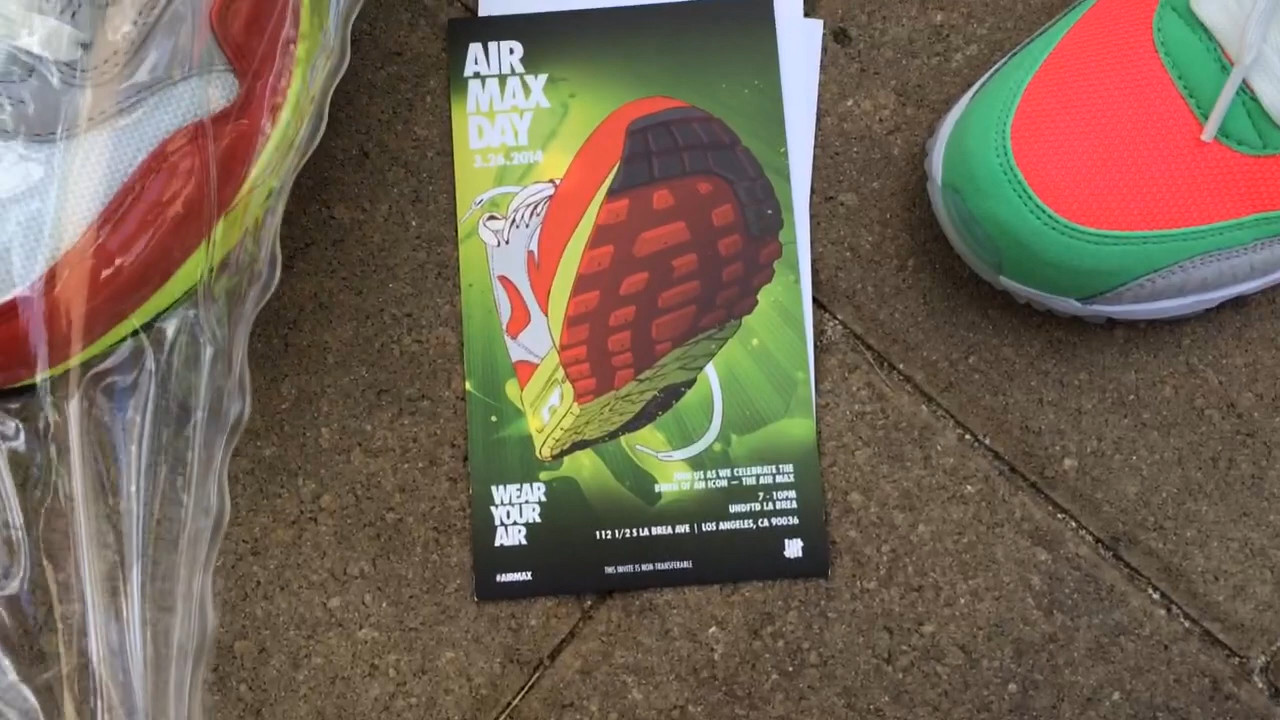 AIR
MAX
DAY
3.26.2014
JOIN US AS WE CELEBRATE THE
BIRTH OF AN ICON — THE AIR MAX
7 - 10PM
UNDFTD LA BREA
112 1/2 S LA BREA AVE | LOS ANGELES, CA 90036
WEAR
YOUR
AIR
#AIRMAX
THIS INVITE IS NON-TRANSFERABLE